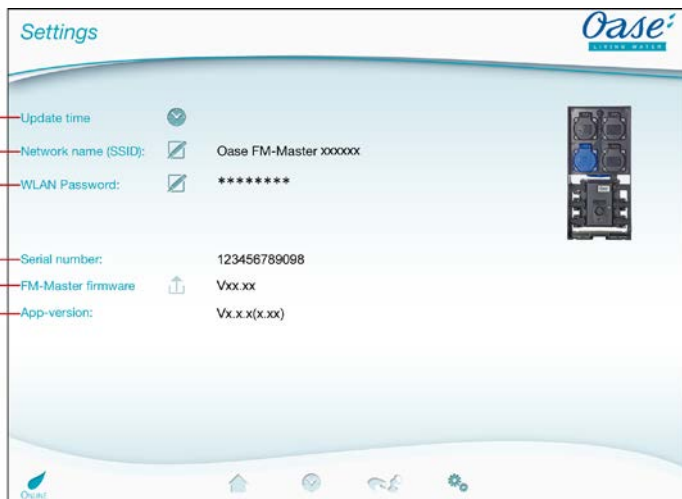 Settings
Oase
LIVING WATER
Update time
Network name (SSID):
Oase FM-Master xxxxxx
WLAN Password:
********
Serial number:
123456789098
FM-Master firmware
Vxx.xx
App-version:
Vx.x.x(x.xx)
Online